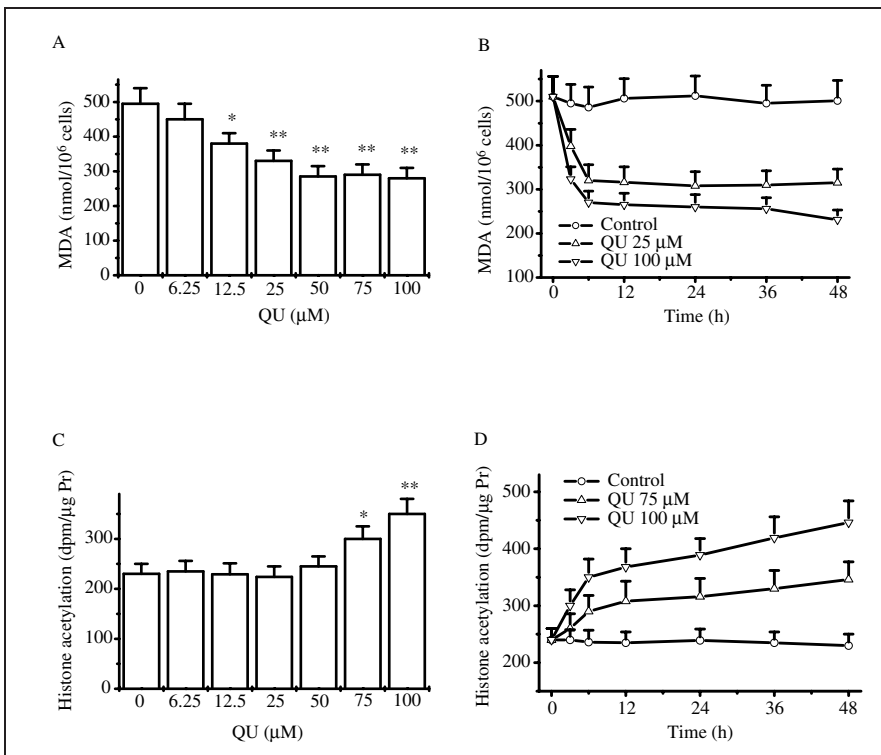 A
MDA (nmol/10⁶ cells)
500
400
300
200
100
0
*
**
**
**
**
0 6.25 12.5 25 50 75 100
QU (μM)
B
MDA (nmol/10⁶ cells)
500
400
300
200
100
Control
QU 25 μM
QU 100 μM
0 12 24 36 48
Time (h)
C
Histone acetylation (dpm/μg Pr)
300
200
100
0
*
**
0 6.25 12.5 25 50 75 100
QU (μM)
D
Histone acetylation (dpm/μg Pr)
500
400
300
200
Control
QU 75 μM
QU 100 μM
0 12 24 36 48
Time (h)